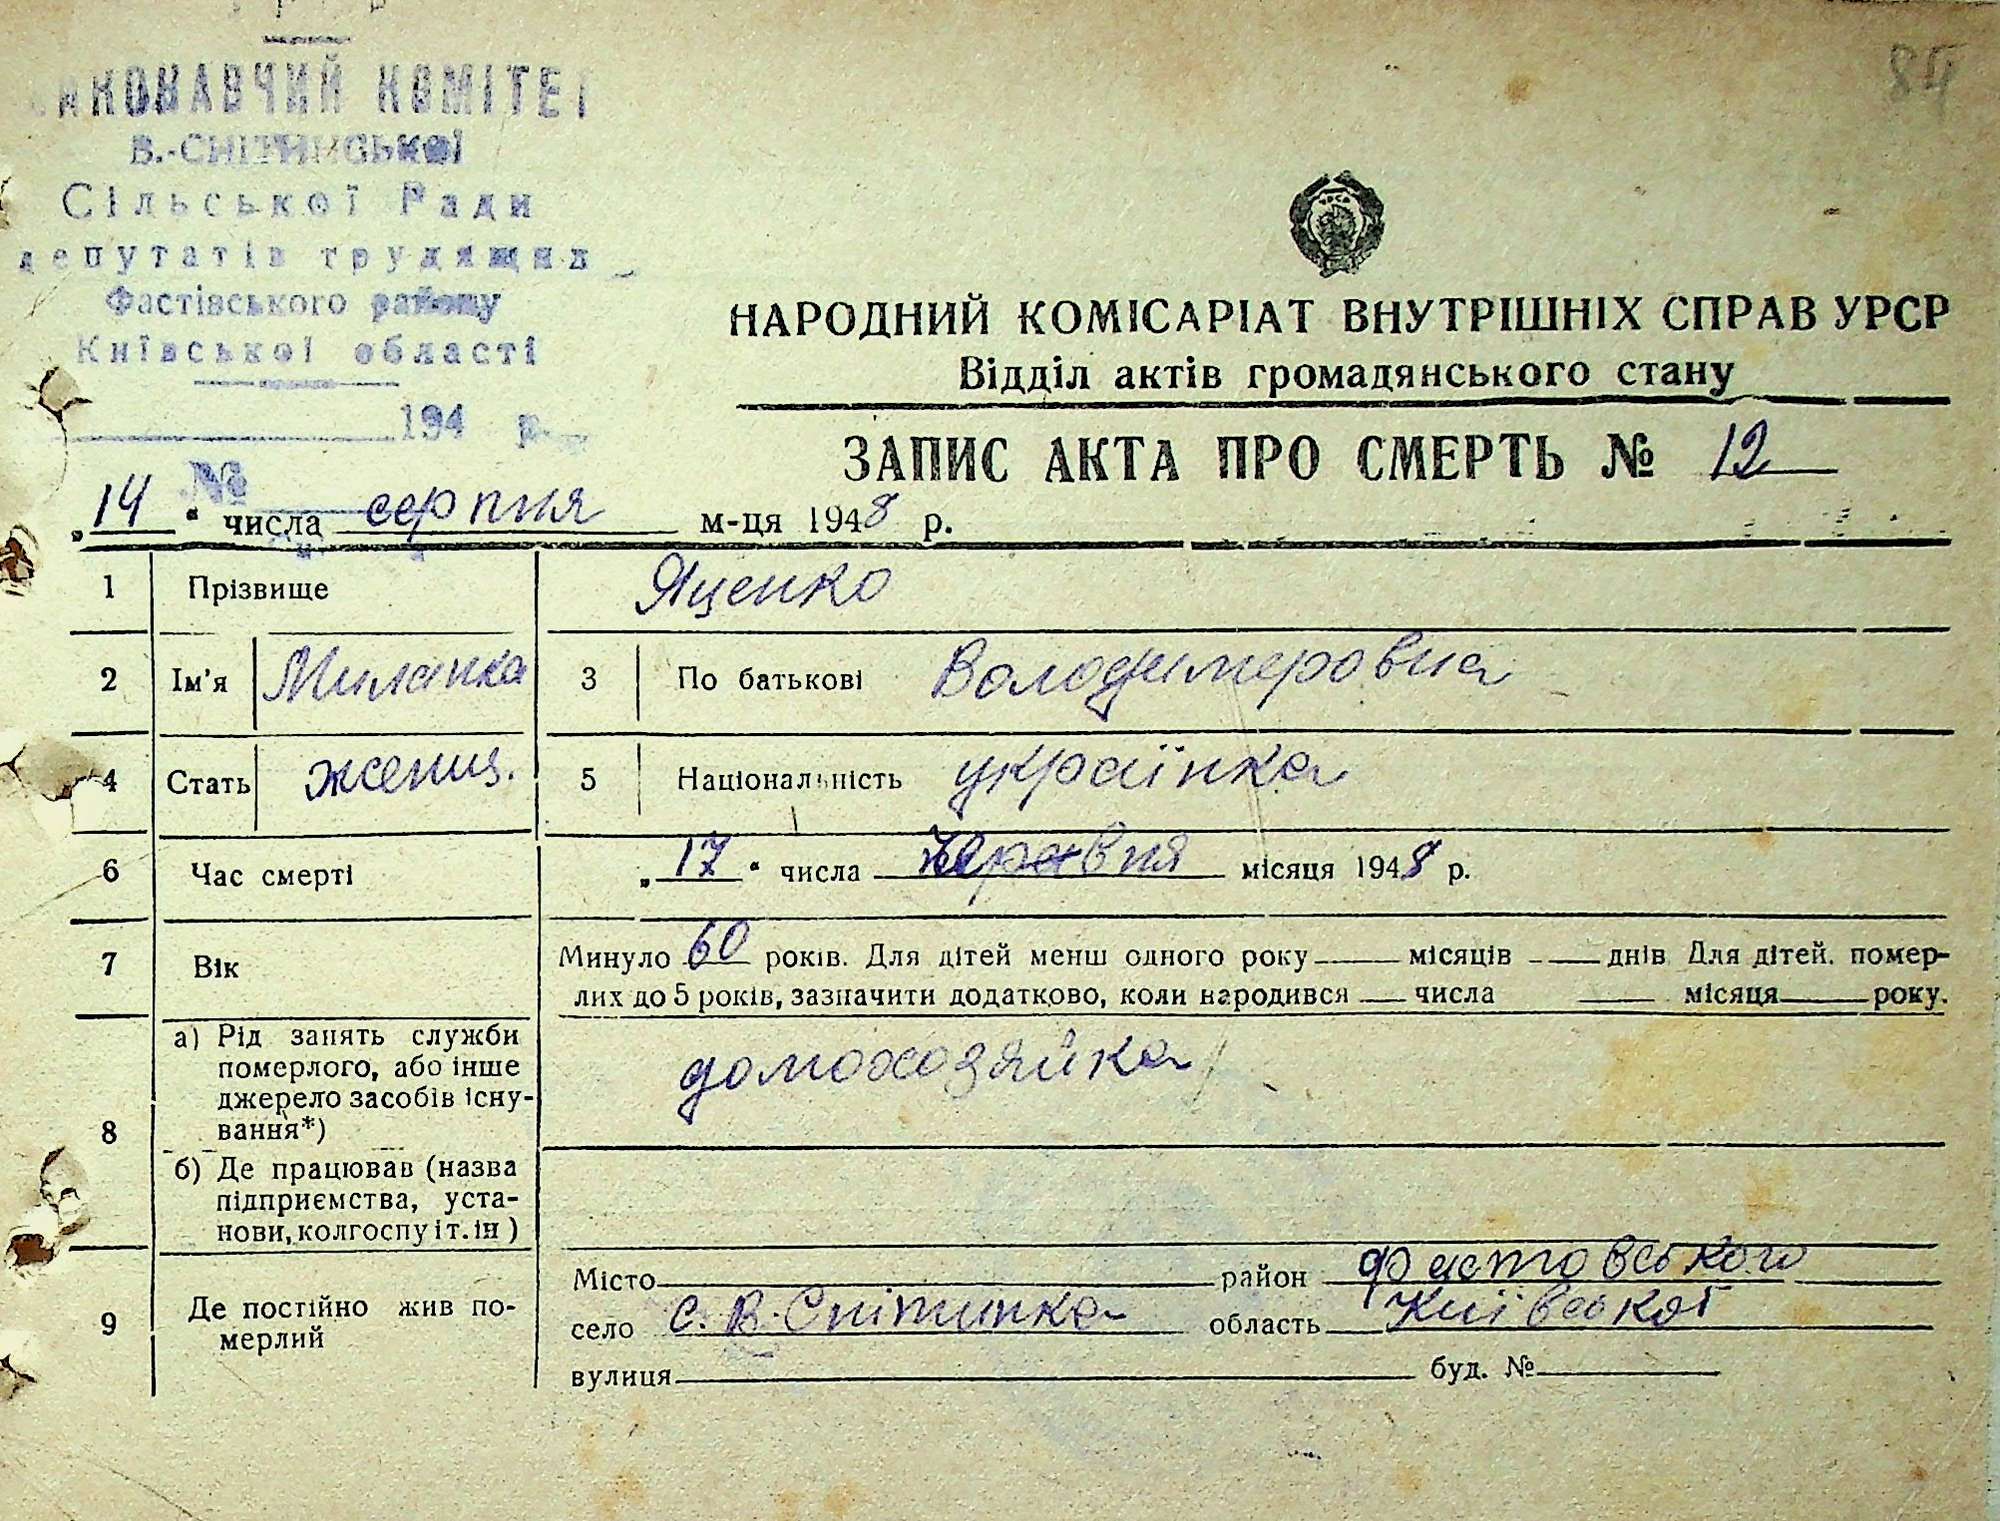 84
ВИКОНАВЧИЙ КОМІТЕТ
В.-СНІТИНСЬКОЇ
Сільської Ради
депутатів трудящих
Фастівського району
Київської області
194 р.
№
НАРОДНИЙ КОМІСАРІАТ ВНУТРІШНІХ СПРАВ УРСР
Відділ актів громадянського стану
ЗАПИС АКТА ПРО СМЕРТЬ № 12
„14“ числа серпня м-ця 1948 р.
1 Прізвище Яценко
2 Ім'я Миланка 3 По батькові Володимеровна
4 Стать женщ. 5 Національність українка
6 Час смерті „17“ числа Червня місяця 1948 р.
7 Вік Минуло 60 років. Для дітей менш одного року — місяців — днів Для дітей, помер-
лих до 5 років, зазначити додатково, коли народився — числа — місяця — року.
8 а) Рід занять служби
померлого, або інше
джерело засобів існу-
вання*)
домохозяйка
б) Де працював (назва
підприємства, уста-
нови, колгоспу і т. ін)
9 Де постійно жив по-
мерлий
Місто район Фастовського
село с. В. Снітинка область Київської
вулиця буд. №